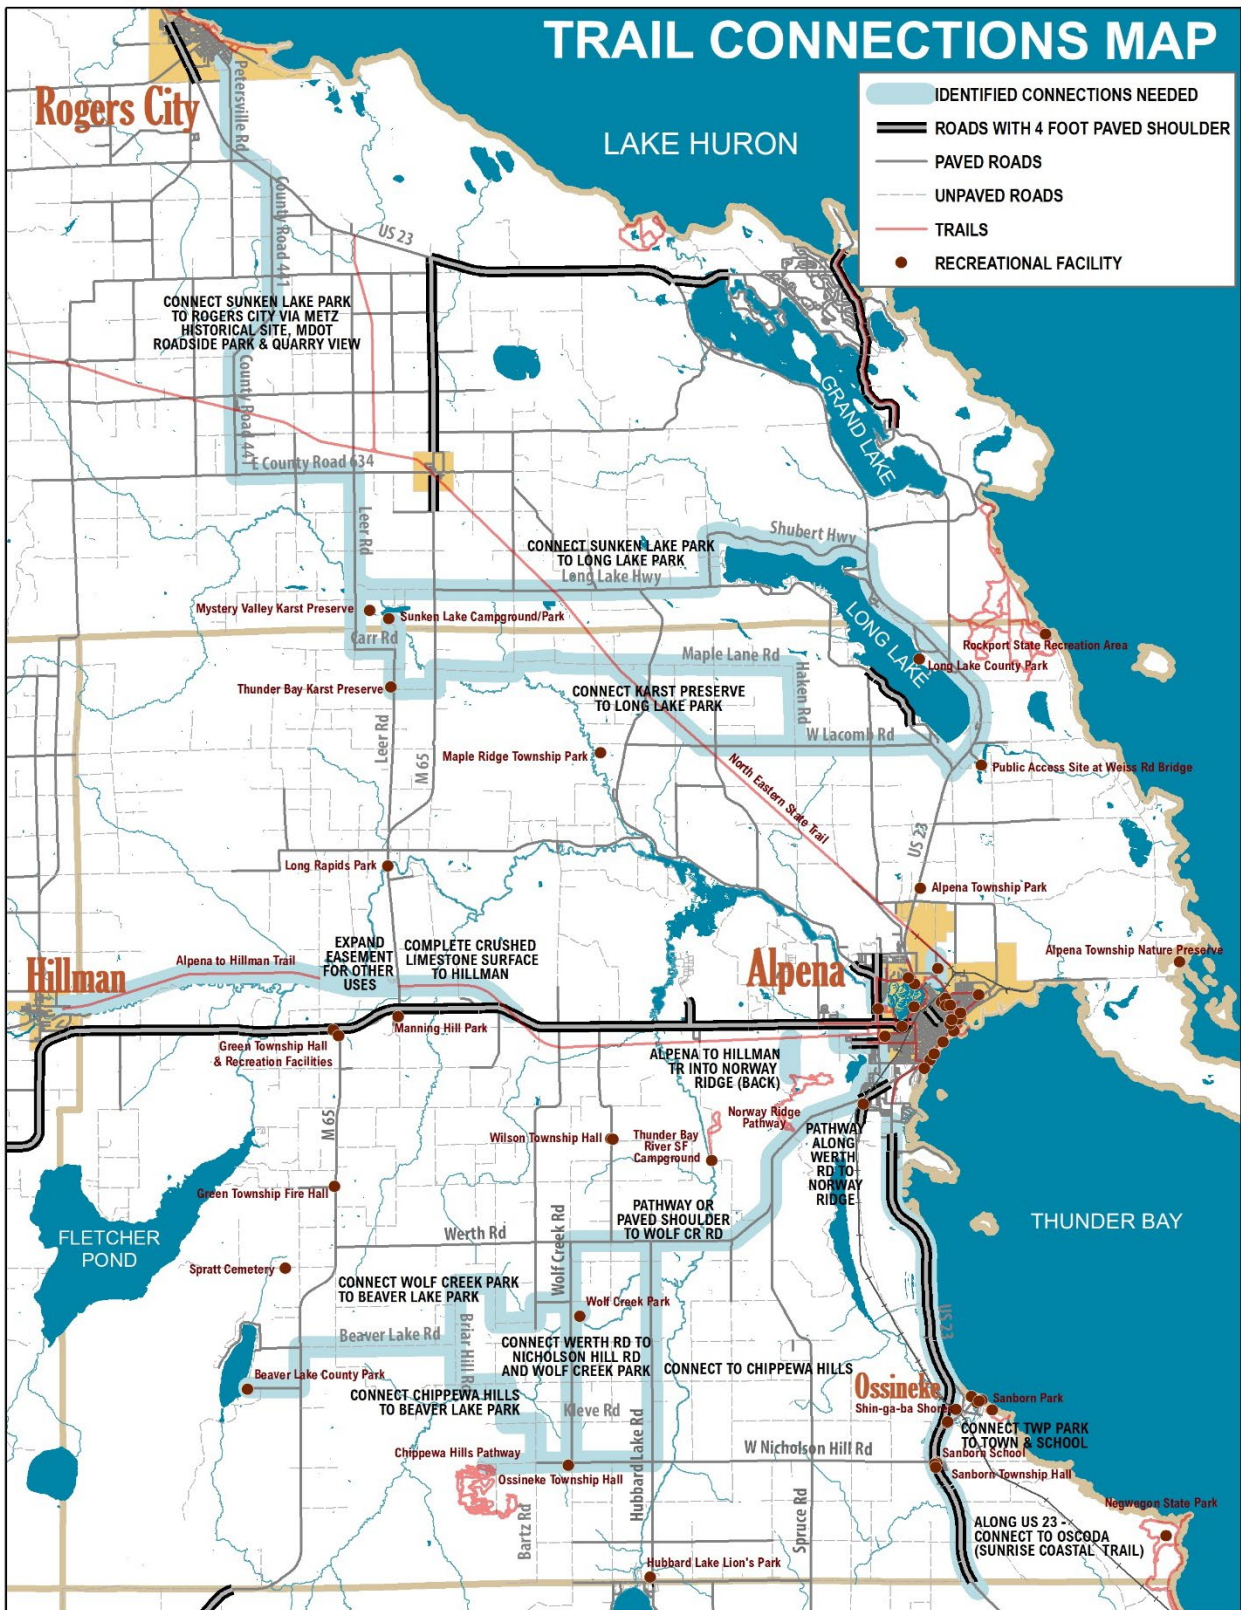 TRAIL CONNECTIONS MAP
IDENTIFIED CONNECTIONS NEEDED
ROADS WITH 4 FOOT PAVED SHOULDER
PAVED ROADS
UNPAVED ROADS
TRAILS
RECREATIONAL FACILITY
Rogers City
LAKE HURON
Petersville Rd
County Road 441
US 23
CONNECT SUNKEN LAKE PARK
TO ROGERS CITY VIA METZ
HISTORICAL SITE, MDOT
ROADSIDE PARK & QUARRY VIEW
County Road 441
GRAND LAKE
E County Road 634
Leer Rd
Shubert Hwy
CONNECT SUNKEN LAKE PARK
TO LONG LAKE PARK
Long Lake Hwy
Mystery Valley Karst Preserve
Sunken Lake Campground/Park
Carr Rd
LONG LAKE
Rockport State Recreation Area
Long Lake County Park
Maple Lane Rd
Haken Rd
Thunder Bay Karst Preserve
CONNECT KARST PRESERVE
TO LONG LAKE PARK
W Lacomb Rd
Leer Rd
M 65
Maple Ridge Township Park
North Eastern State Trail
Public Access Site at Weiss Rd Bridge
US 23
Long Rapids Park
Alpena Township Park
Hillman
Alpena to Hillman Trail
EXPAND
EASEMENT
FOR OTHER
USES
COMPLETE CRUSHED
LIMESTONE SURFACE
TO HILLMAN
Alpena
Alpena Township Nature Preserve
Manning Hill Park
Green Township Hall
& Recreation Facilities
ALPENA TO HILLMAN
TR INTO NORWAY
RIDGE (BACK)
M 65
Norway Ridge
Pathway
Wilson Township Hall
Thunder Bay
River SF
Campground
PATHWAY
ALONG
WERTH
RD TO
NORWAY
RIDGE
Green Township Fire Hall
FLETCHER
POND
THUNDER BAY
PATHWAY OR
PAVED SHOULDER
TO WOLF CR RD
Werth Rd
Wolf Creek Rd
Spratt Cemetery
CONNECT WOLF CREEK PARK
TO BEAVER LAKE PARK
Wolf Creek Park
US 23
Beaver Lake Rd
Briar Hill Rd
CONNECT WERTH RD TO
NICHOLSON HILL RD
AND WOLF CREEK PARK
CONNECT TO CHIPPEWA HILLS
Beaver Lake County Park
CONNECT CHIPPEWA HILLS
TO BEAVER LAKE PARK
Kleve Rd
Ossineke
Shin-ga-ba Shores
Sanborn Park
CONNECT TWP PARK
TO TOWN & SCHOOL
Chippewa Hills Pathway
Hubbard Lake Rd
W Nicholson Hill Rd
Sanborn School
Ossineke Township Hall
Sanborn Township Hall
Bartz Rd
Spruce Rd
Negwegon State Park
ALONG US 23 -
CONNECT TO OSCODA
(SUNRISE COASTAL TRAIL)
Hubbard Lake Lion's Park